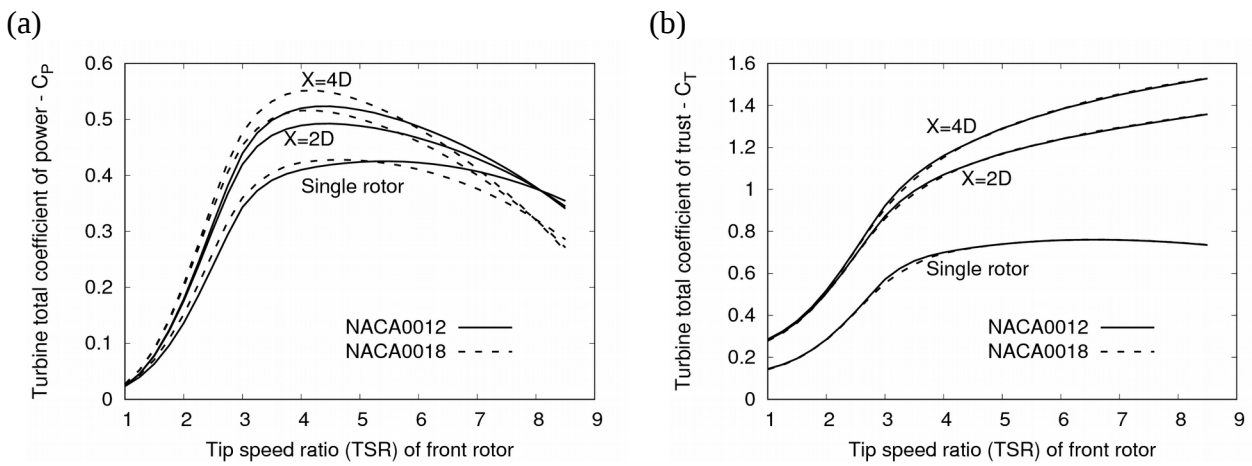 (a)
Turbine total coefficient of power - CP
0.6
0.5
0.4
0.3
0.2
0.1
0
X=4D
X=2D
Single rotor
NACA0012
NACA0018
1 2 3 4 5 6 7 8 9
Tip speed ratio (TSR) of front rotor
(b)
Turbine total coefficient of trust - CT
1.6
1.4
1.2
1
0.8
0.6
0.4
0.2
0
X=4D
X=2D
Single rotor
NACA0012
NACA0018
1 2 3 4 5 6 7 8 9
Tip speed ratio (TSR) of front rotor